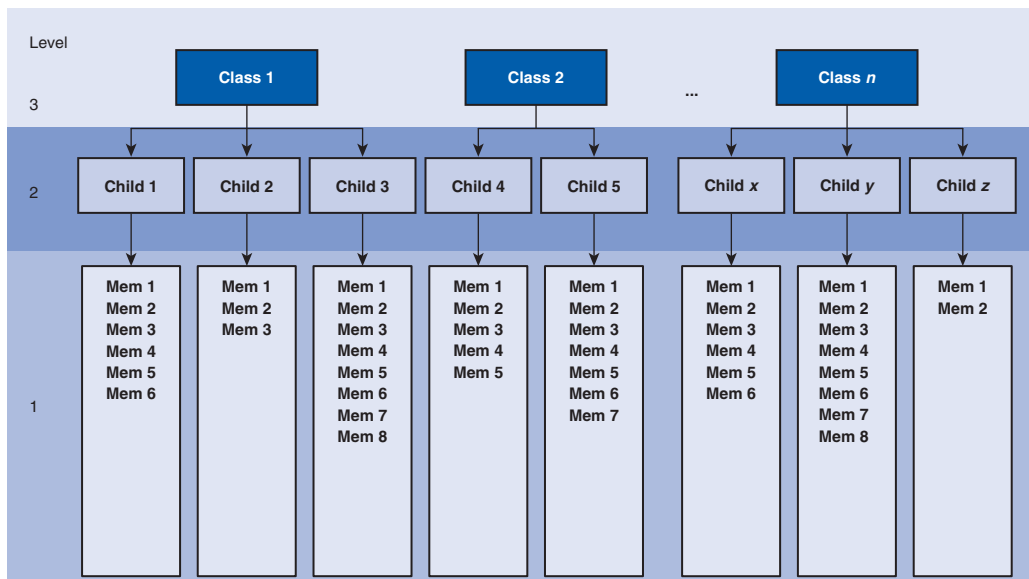 Level
Class 1
Class 2
Class n
...
3
2
Child 1
Child 2
Child 3
Child 4
Child 5
Child x
Child y
Child z
1
Mem 1
Mem 2
Mem 3
Mem 4
Mem 5
Mem 6
Mem 1
Mem 2
Mem 3
Mem 1
Mem 2
Mem 3
Mem 4
Mem 5
Mem 6
Mem 7
Mem 8
Mem 1
Mem 2
Mem 3
Mem 4
Mem 5
Mem 1
Mem 2
Mem 3
Mem 4
Mem 5
Mem 6
Mem 7
Mem 1
Mem 2
Mem 3
Mem 4
Mem 5
Mem 6
Mem 1
Mem 2
Mem 3
Mem 4
Mem 5
Mem 6
Mem 7
Mem 8
Mem 1
Mem 2